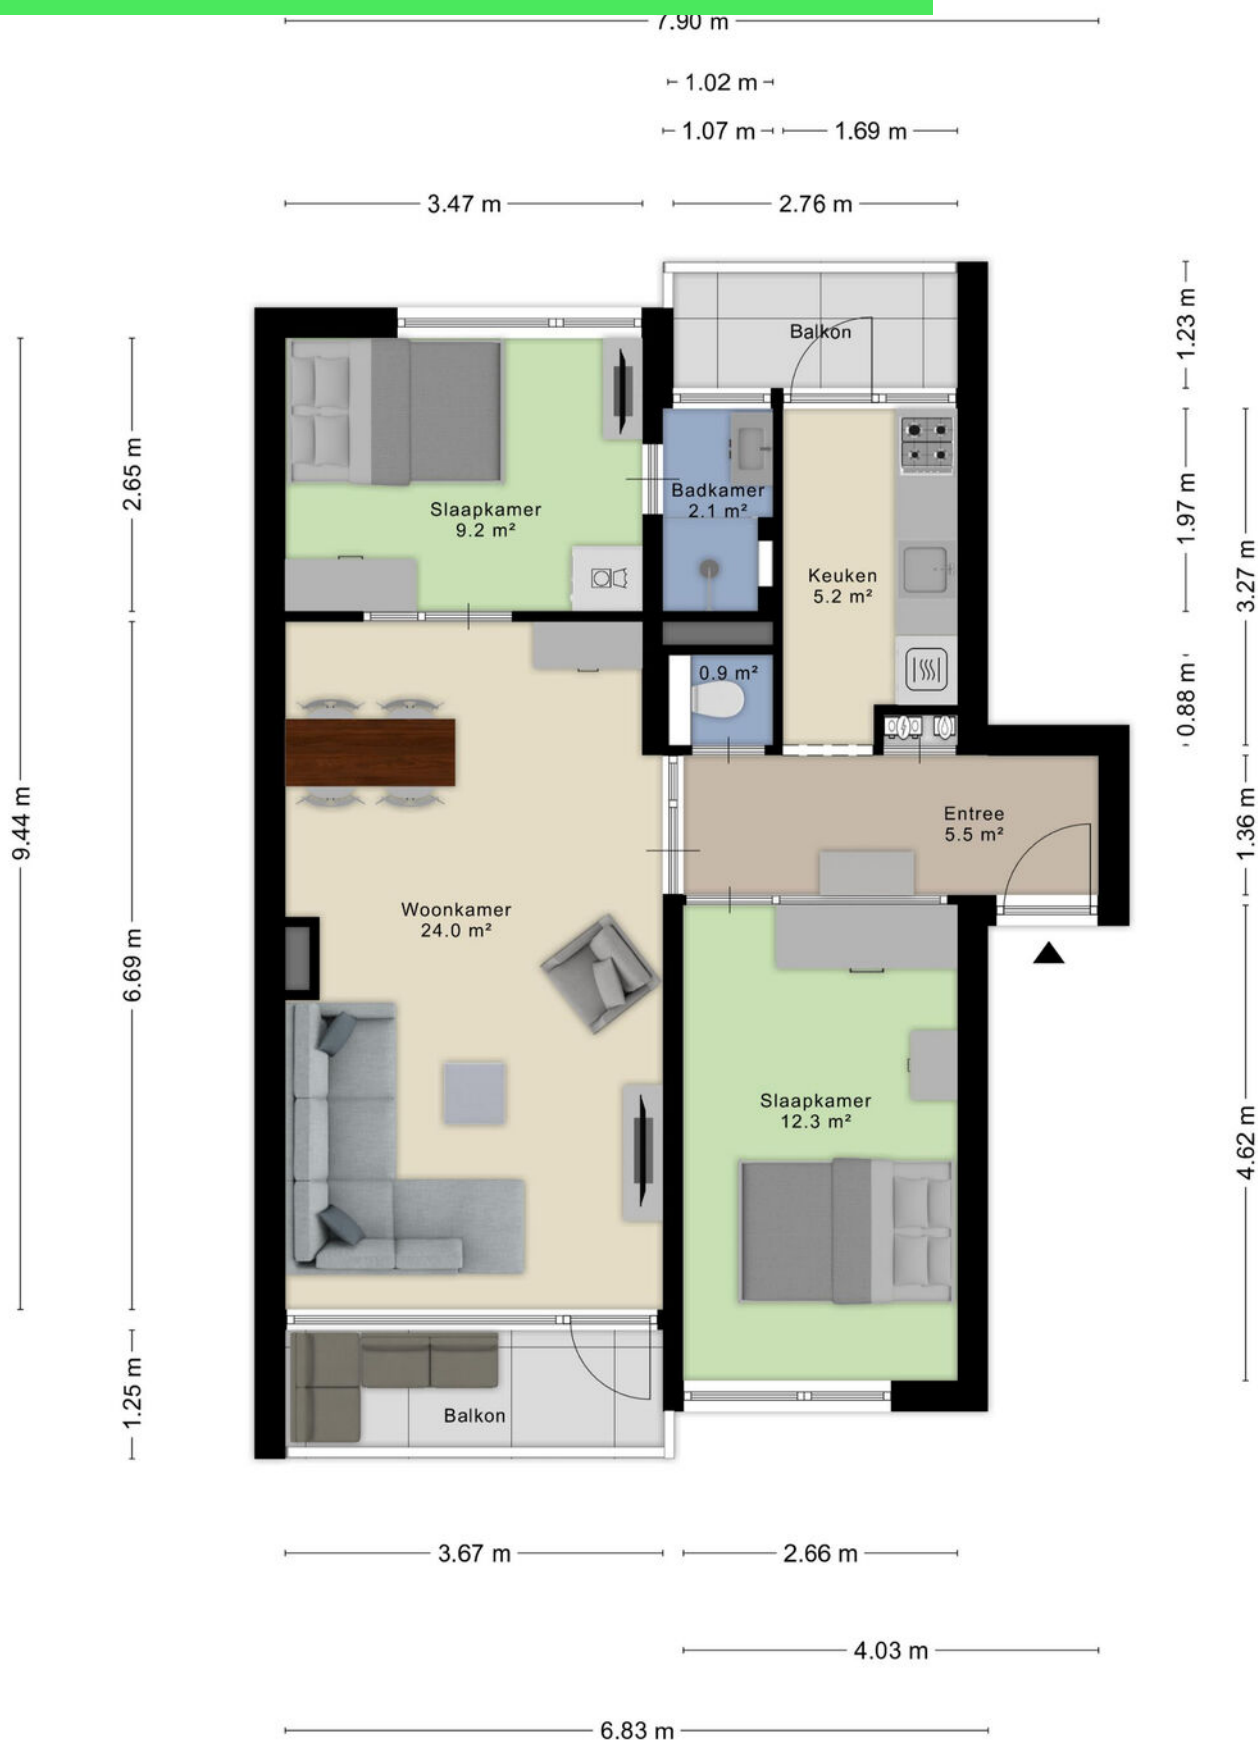 7.90 m
1.02 m
1.07 m
1.69 m
3.47 m
2.76 m
1.23 m
Balkon
2.65 m
1.97 m
3.27 m
Slaapkamer
9.2 m²
Badkamer
2.1 m²
Keuken
5.2 m²
0.9 m²
0.88 m
9.44 m
6.69 m
Woonkamer
24.0 m²
Entree
5.5 m²
1.36 m
Slaapkamer
12.3 m²
4.62 m
1.25 m
Balkon
3.67 m
2.66 m
4.03 m
6.83 m